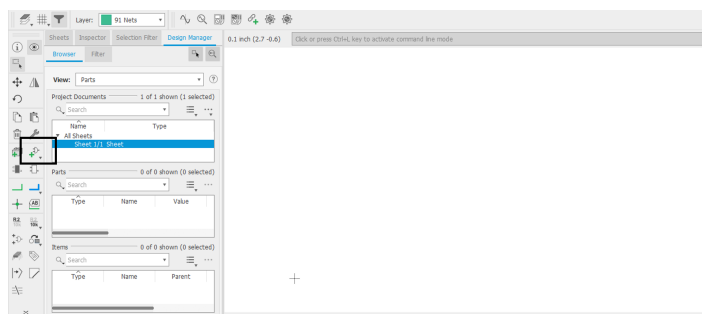 Layer: 91 Nets
Sheets Inspector Selection Filter Design Manager
0.1 inch (2.7 -0.6) Click or press Ctrl+L key to activate command line mode
Browser Filter
View: Parts
Project Documents 1 of 1 shown (1 selected)
Search
Name Type
All Sheets
Sheet 1/1 Sheet
Parts 0 of 0 shown (0 selected)
Search
Type Name Value
Items 0 of 0 shown (0 selected)
Search
Type Name Parent
AB
R2
10k